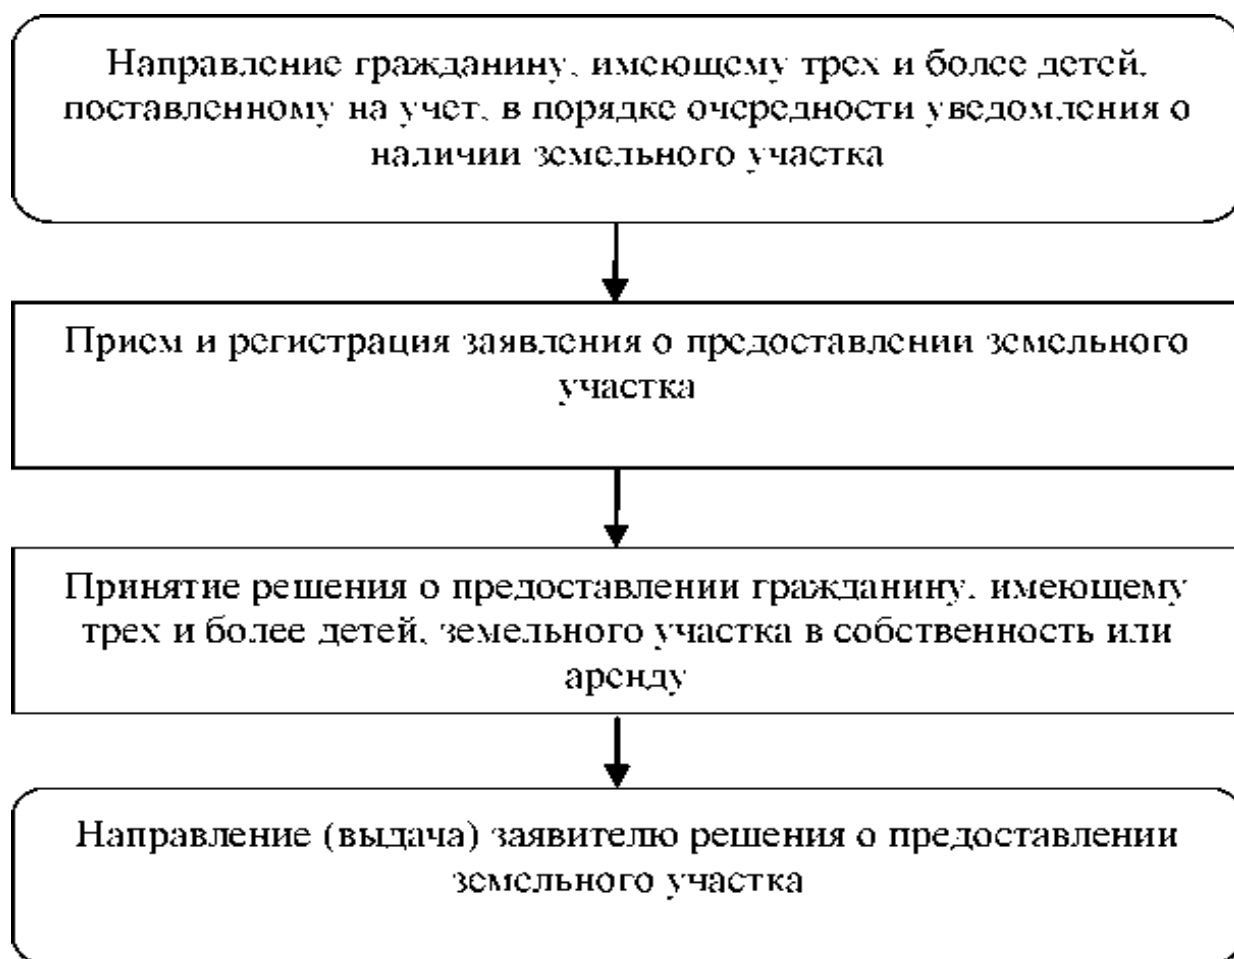 Направление гражданину, имеющему трех и более детей,
поставленному на учет, в порядке очередности уведомления о
наличии земельного участка
Прием и регистрация заявления о предоставлении земельного
участка
Принятие решения о предоставлении гражданину, имеющему
трех и более детей, земельного участка в собственность или
аренду
Направление (выдача) заявителю решения о предоставлении
земельного участка